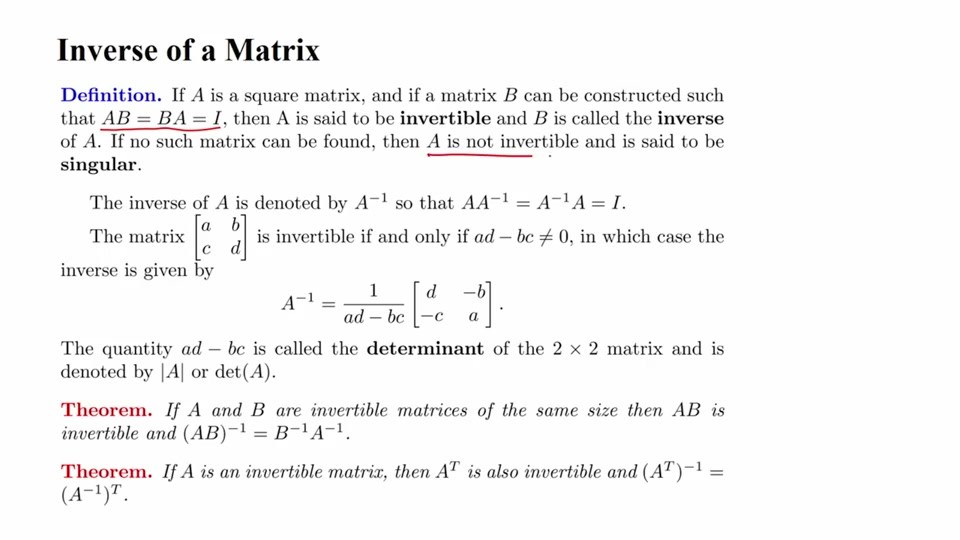 Inverse of a Matrix
Definition. If A is a square matrix, and if a matrix B can be constructed such
that AB = BA = I, then A is said to be invertible and B is called the inverse
of A. If no such matrix can be found, then A is not invertible and is said to be
singular.
The inverse of A is denoted by A⁻¹ so that AA⁻¹ = A⁻¹A = I.
The matrix [a b; c d] is invertible if and only if ad − bc ≠ 0, in which case the
inverse is given by
A⁻¹ = 1/(ad − bc) [d −b; −c a].
The quantity ad − bc is called the determinant of the 2 × 2 matrix and is
denoted by |A| or det(A).
Theorem. If A and B are invertible matrices of the same size then AB is
invertible and (AB)⁻¹ = B⁻¹A⁻¹.
Theorem. If A is an invertible matrix, then Aᵀ is also invertible and (Aᵀ)⁻¹ =
(A⁻¹)ᵀ.